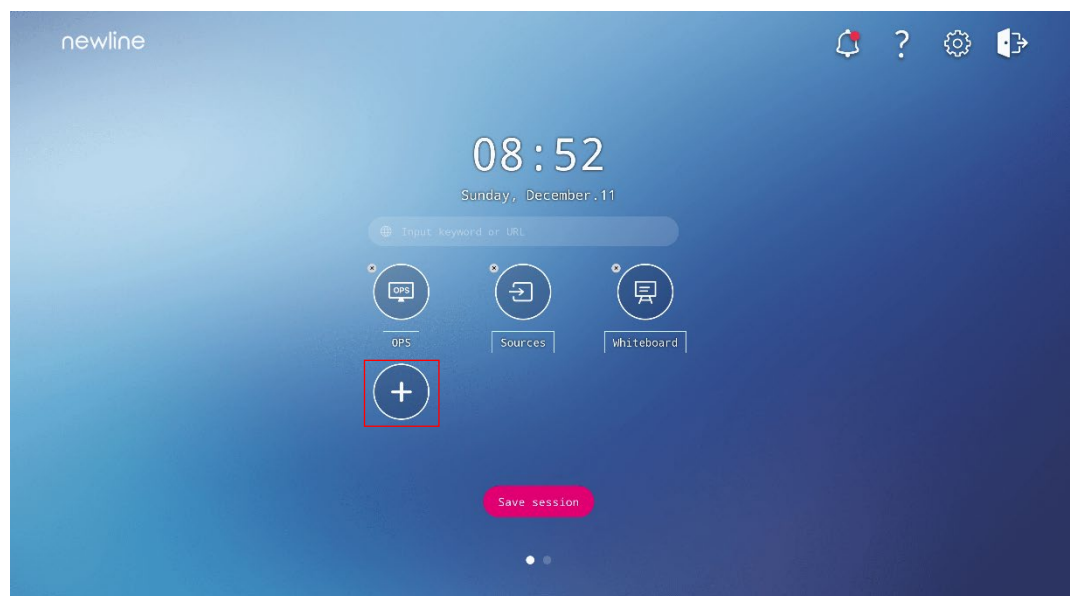 newline
?
08:52
Sunday, December.11
Input keyword or URL
OPS
OPS Sources Whiteboard
Save session